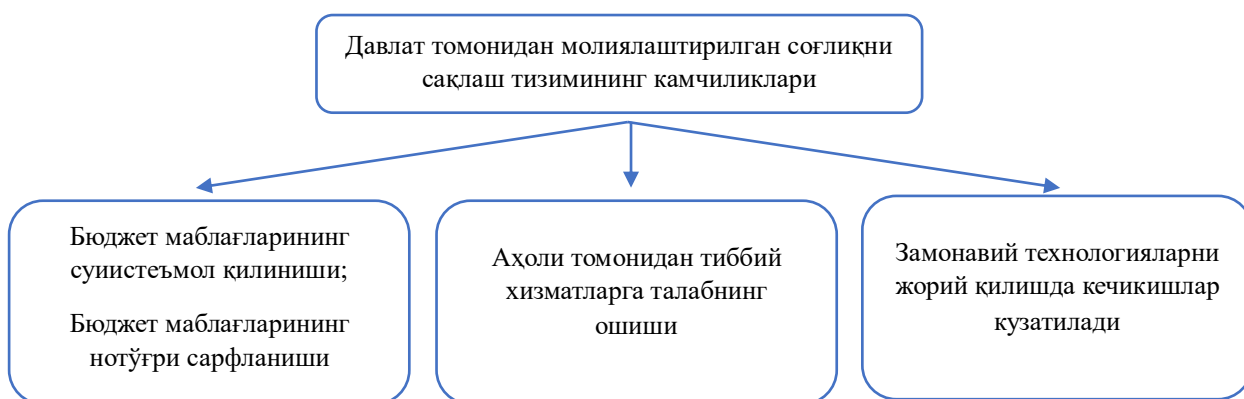 Давлат томонидан молиялаштирилган соғлиқни
сақлаш тизимининг камчиликлари
Бюджет маблағларининг
суиистеъмол қилиниши;
Бюджет маблағларининг
нотўғри сарфланиши
Аҳоли томонидан тиббий
хизматларга талабнинг
ошиши
Замонавий технологияларни
жорий қилишда кечикишлар
кузатилади